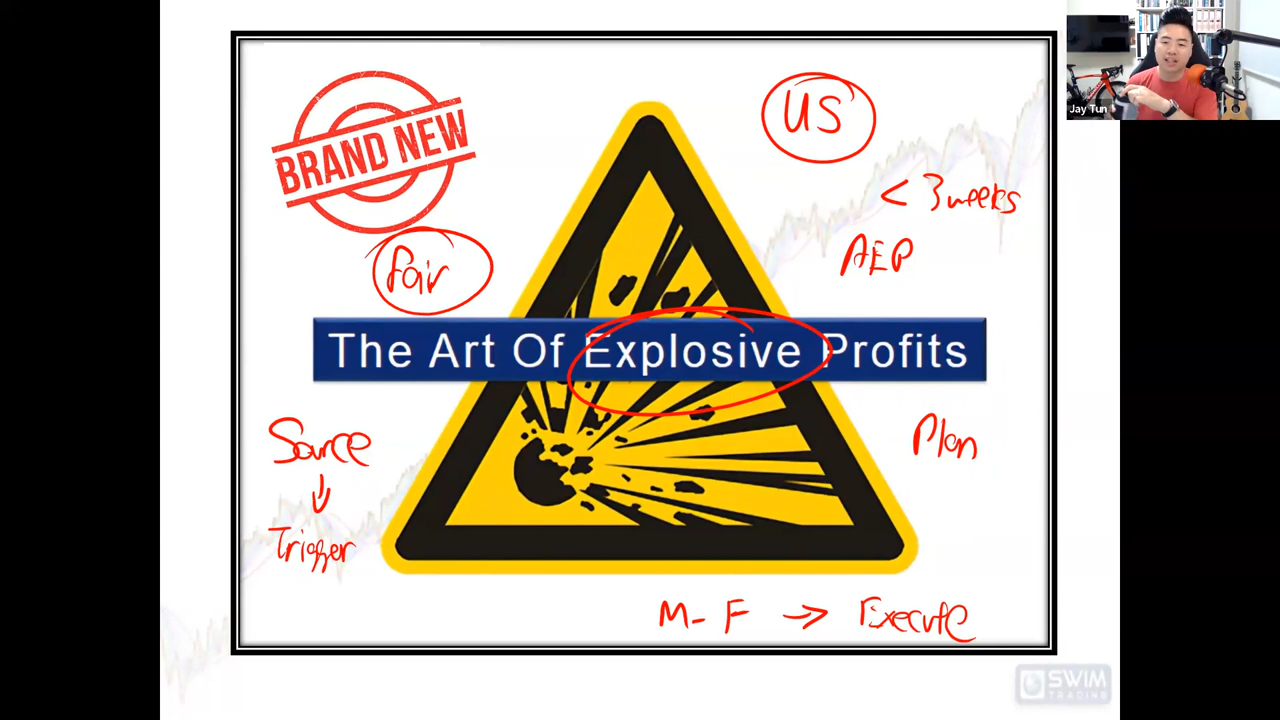 Jay Tun
BRAND NEW
US
< 3 weeks
Fair
AEP
The Art Of Explosive Profits
Source
Trigger
Plan
M-F → Execute
SWIM
TRADING